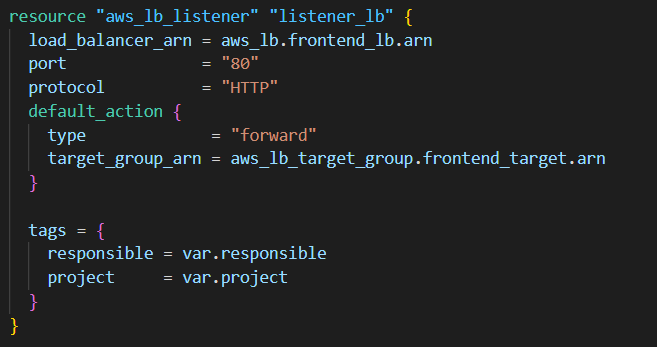 resource "aws_lb_listener" "listener_lb" {
  load_balancer_arn = aws_lb.frontend_lb.arn
  port              = "80"
  protocol          = "HTTP"
  default_action {
    type             = "forward"
    target_group_arn = aws_lb_target_group.frontend_target.arn
  }

  tags = {
    responsible = var.responsible
    project     = var.project
  }
}